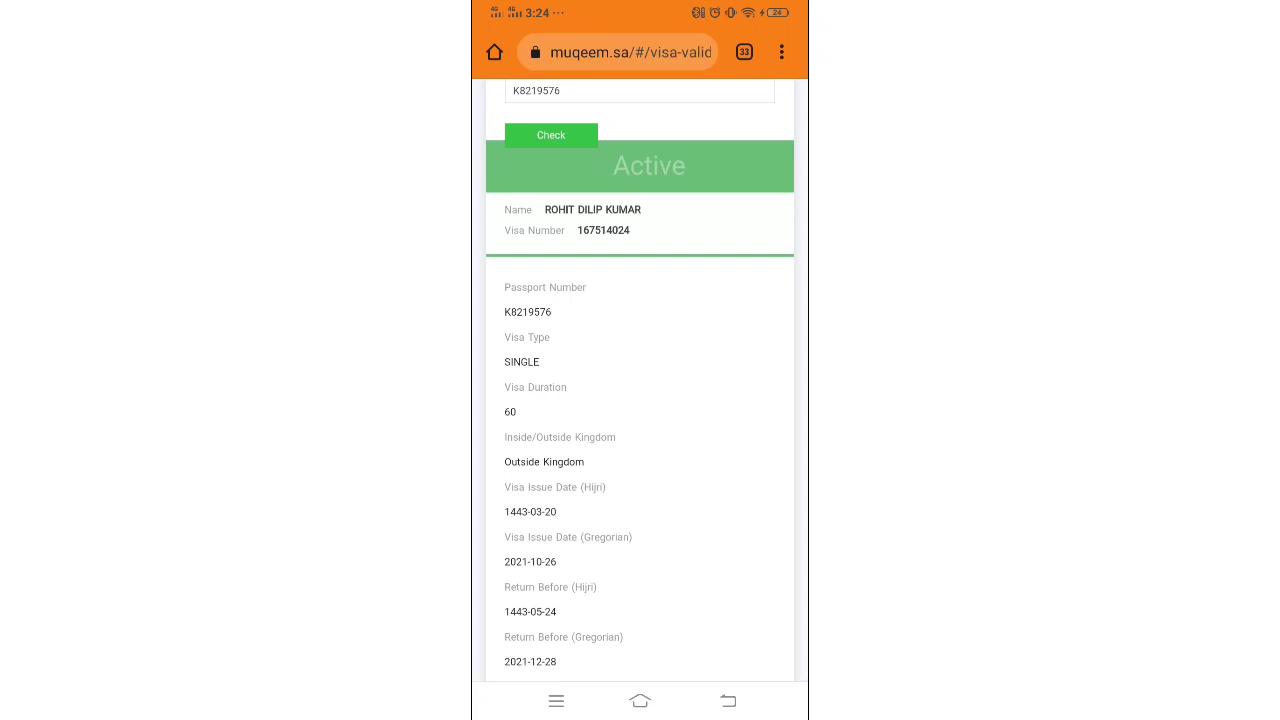 4G 4G 3:24 ··· 24
muqeem.sa/#/visa-valid 33
K8219576
Check
Active
Name ROHIT DILIP KUMAR
Visa Number 167514024
Passport Number
K8219576
Visa Type
SINGLE
Visa Duration
60
Inside/Outside Kingdom
Outside Kingdom
Visa Issue Date (Hijri)
1443-03-20
Visa Issue Date (Gregorian)
2021-10-26
Return Before (Hijri)
1443-05-24
Return Before (Gregorian)
2021-12-28